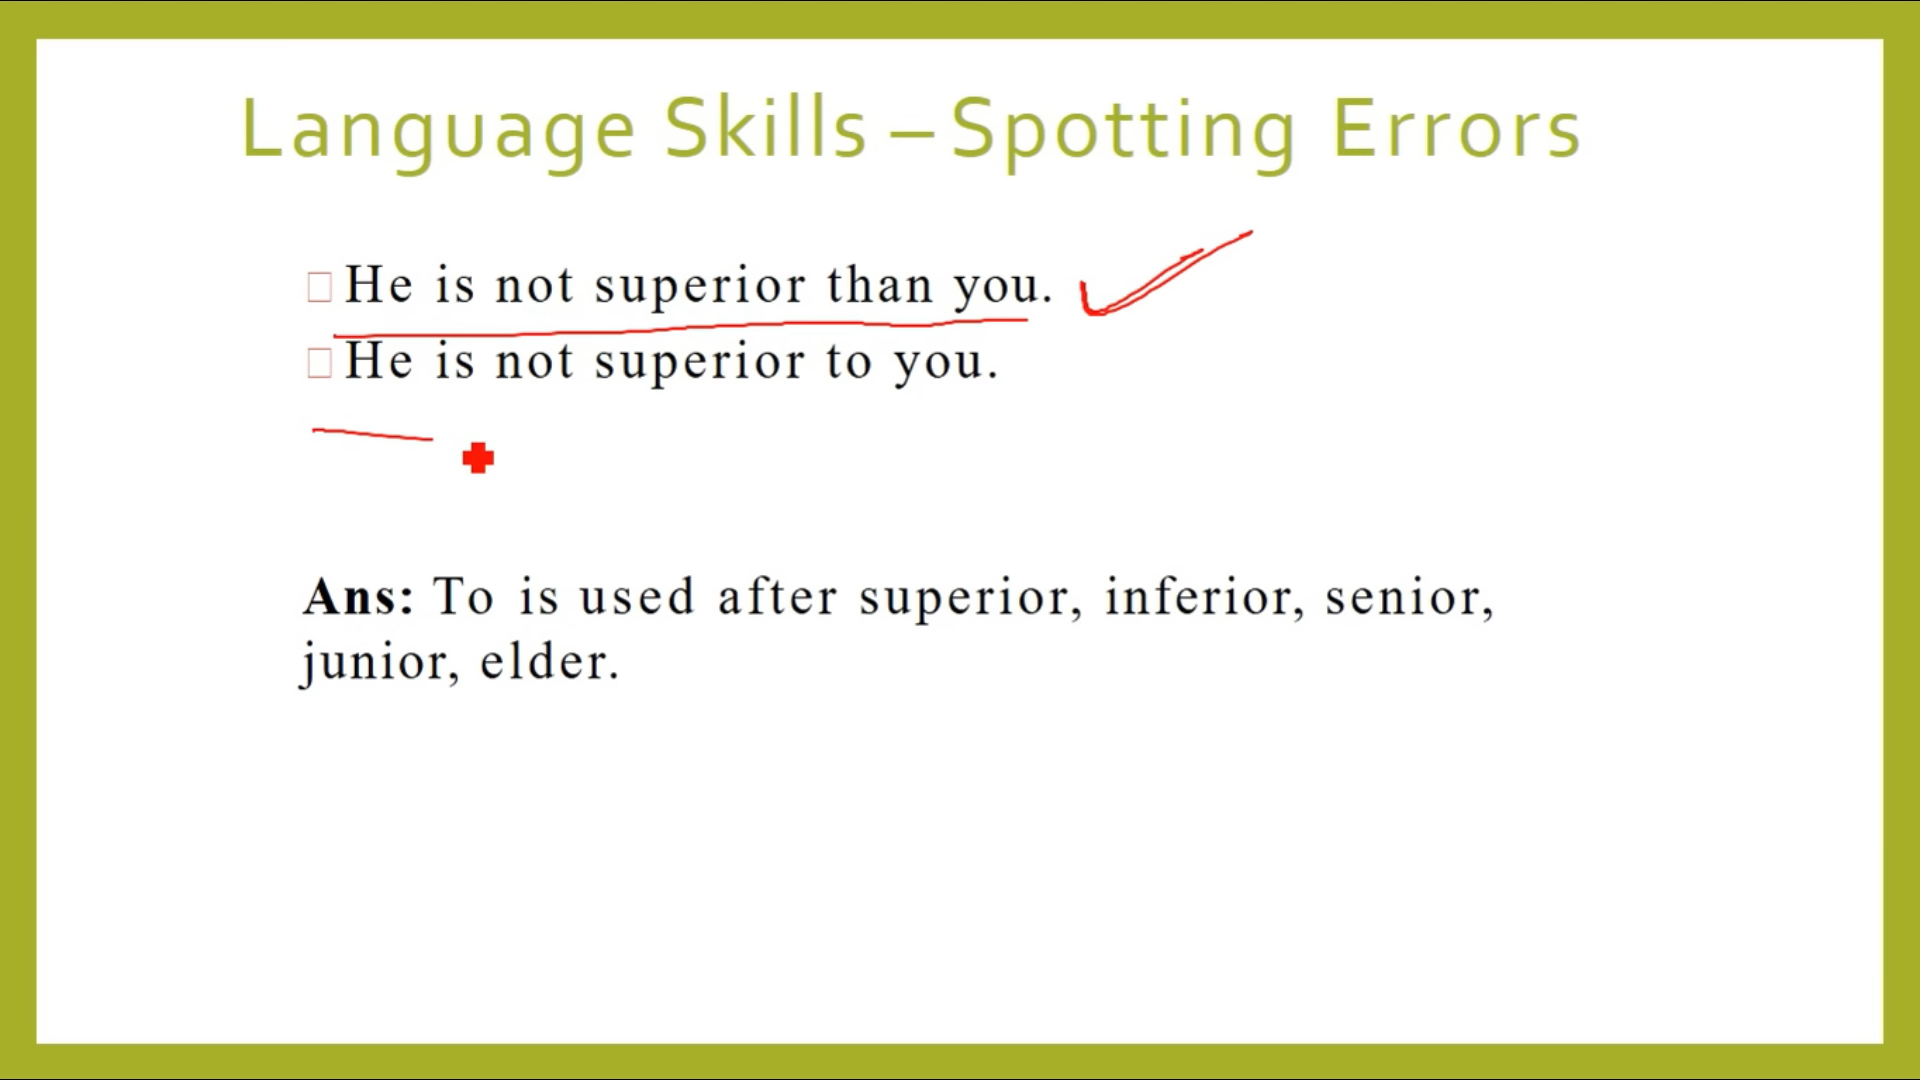 Language Skills – Spotting Errors
He is not superior than you.
He is not superior to you.
Ans: To is used after superior, inferior, senior,
junior, elder.